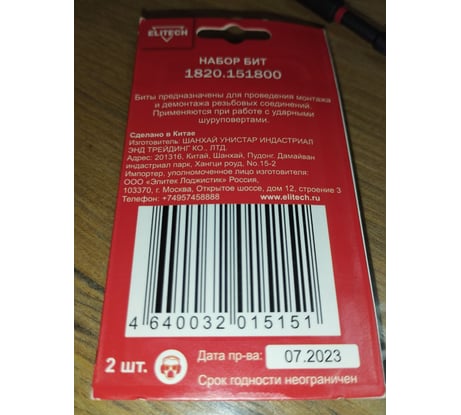 ELITECH
НАБОР БИТ
1820.151800
Биты предназначены для проведения монтажа
и демонтажа резьбовых соединений.
Применяются при работе с ударными
шуруповертами.
Сделано в Китае
Изготовитель: ШАНХАЙ УНИСТАР ИНДАСТРИАЛ
ЭНД ТРЕЙДИНГ КО., ЛТД.
Адрес: 201316, Китай, Шанхай, Пудонг. Дамайван
индастриал парк, Хангци роуд, No.15-2
Импортер, уполномоченное лицо изготовителя:
ООО «Элитек Лоджистик» Россия,
103370, г. Москва, Открытое шоссе, дом 12, строение 3
Телефон: +74957458888 www.elitech.ru
4 640032 015151
2 шт. Дата пр-ва: 07.2023
Срок годности неограничен